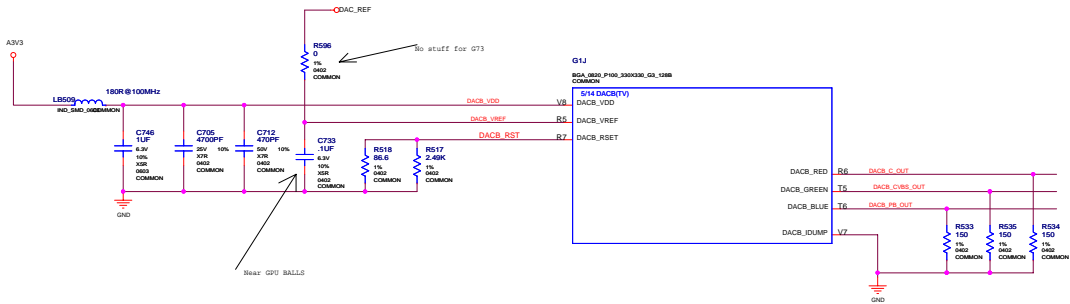 DAC_REF
A3V3
R596
0
1%
0402
COMMON
No stuff for G73
G1J
BGA_0820_P100_330X330_G3_128B
COMMON
5/14 DACB(TV)
180R@100MHz
LB509
IND_SMD_0603 COMMON
DACB_VDD
V8
DACB_VDD
DACB_VREF
R5
DACB_VREF
DACB_RST
R7
DACB_RSET
C746
1UF
6.3V
10%
X5R
0603
COMMON
C705
4700PF
25V 10%
X7R
0402
COMMON
C712
470PF
50V 10%
X7R
0402
COMMON
C733
.1UF
6.3V
10%
X5R
0402
COMMON
R518
86.6
1%
0402
COMMON
R517
2.49K
1%
0402
COMMON
DACB_RED
R6
DACB_C_OUT
DACB_GREEN
T5
DACB_CVBS_OUT
DACB_BLUE
T6
DACB_PB_OUT
DACB_IDUMP
V7
R533
150
1%
0402
COMMON
R535
150
1%
0402
COMMON
R534
150
1%
0402
COMMON
GND
Near GPU BALLS
GND